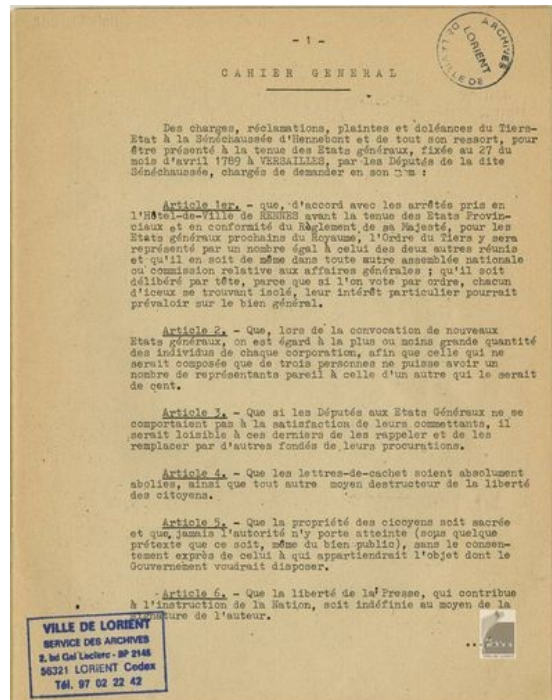 - 1 -
CAHIER GENERAL
ARCHIVES DE LA VILLE DE
LORIENT
Des charges, réclamations, plaintes et doléances du Tiers-
Etat à la Sénéchaussée d'Hennebont et de tout son ressort, pour
être présenté à la tenue des Etats généraux, fixée au 27 du
mois d'avril 1789 à VERSAILLES, par les Députés de la dite
Sénéchaussée, chargés de demander en son nom :
Article 1er. - que, d'accord avec les arrêtés pris en
l'Hôtel-de-Ville de RENNES avant la tenue des Etats Provin-
ciaux et en conformité du Règlement de sa Majesté, pour les
Etats généraux prochains du Royaume, l'Ordre du Tiers y sera
représenté par un nombre égal à celui des deux autres réunis
et qu'il en soit de même dans toute autre assemblée nationale
ou commission relative aux affaires générales ; qu'il soit
délibéré par tête, parce que si l'on vote par ordre, chacun
d'iceux se trouvant isolé, leur intérêt particulier pourrait
prévaloir sur le bien général.
Article 2. - Que, lors de la convocation de nouveaux
Etats généraux, on est égard à la plus ou moins grande quantité
des individus de chaque corporation, afin que celle qui ne
serait composée que de trois personnes ne puisse avoir un
nombre de représentants pareil à celle d'un autre qui le serait
de cent.
Article 3. - Que si les Députés aux Etats Généraux ne se
comportaient pas à la satisfaction de leurs commettants, il
serait loisible à ces derniers de les rappeler et de les
remplacer par d'autres fondés de leurs procurations.
Article 4. - Que les lettres-de-cachet soient absolument
abolies, ainsi que tout autre moyen destructeur de la liberté
des citoyens.
Article 5. - Que la propriété des cicoyens soit sacrée
et que jamais l'autorité n'y porte atteinte (sous quelque
prétexte que ce soit, même du bien public), sans le consen-
tement exprès de celui à qui appartiendrait l'objet dont le
Gouvernement voudrait disposer.
Article 6. - Que la liberté de la Presse, qui contribue
à l'instruction de la Nation, soit indéfinie au moyen de la
signature de l'auteur.
...
VILLE DE LORIENT
SERVICE DES ARCHIVES
2, bd Gal Leclerc - BP 2145
56321 LORIENT Cedex
Tél. 97 02 22 42